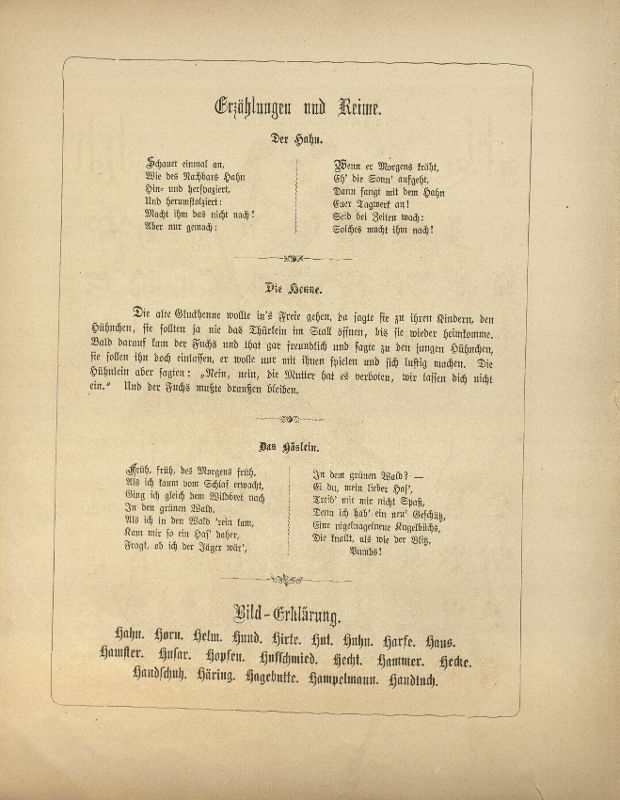 Erzählungen und Reime.
Der Hahn.
Schauet einmal an,
Wie des Nachbars Hahn
Hin- und herspaziert,
Und herumstolziert:
Macht ihm das nicht nach!
Aber nur gemach:
Wenn er Morgens kräht,
Eh' die Sonn' aufgeht,
Dann fangt mit dem Hahn
Euer Tagwerk an!
Seid bei Zeiten wach:
Solches macht ihm nach!
Die Henne.
Die alte Gluckhenne wollte in's Freie gehen, da sagte sie zu ihren Kindern, den
Hühnchen, sie sollten ja nie das Thürlein im Stall öffnen, bis sie wieder heimkomme.
Bald darauf kam der Fuchs und that gar freundlich und sagte zu den jungen Hühnchen,
sie sollen ihn doch einlassen, er wolle nur mit ihnen spielen und sich lustig machen. Die
Hühnlein aber sagten: „Nein, nein, die Mutter hat es verboten, wir lassen dich nicht
ein.“ Und der Fuchs mußte draußen bleiben.
Das Häslein.
Früh, früh, des Morgens früh,
Als ich kaum vom Schlaf erwacht,
Ging ich gleich dem Wildbret nach
In den grünen Wald.
Als ich in den Wald 'rein kam,
Kam mir so ein Has' daher,
Fragt, ob ich der Jäger wär',
In dem grünen Wald? —
Ei du, mein lieber Has',
Treib' mit mir nicht Spaß,
Denn ich hab' ein neu' Geschütz,
Eine nigelnagelneue Kugelbüchs,
Die knallt, als wie der Blitz,
Bumbs!
Bild-Erklärung.
Hahn. Horn. Helm. Hund. Hirte. Hut. Huhn. Harfe. Haus.
Hamster. Husar. Hopfen. Hufschmied. Hecht. Hammer. Hecke.
Handschuh. Häring. Hagebutte. Hampelmann. Handtuch.